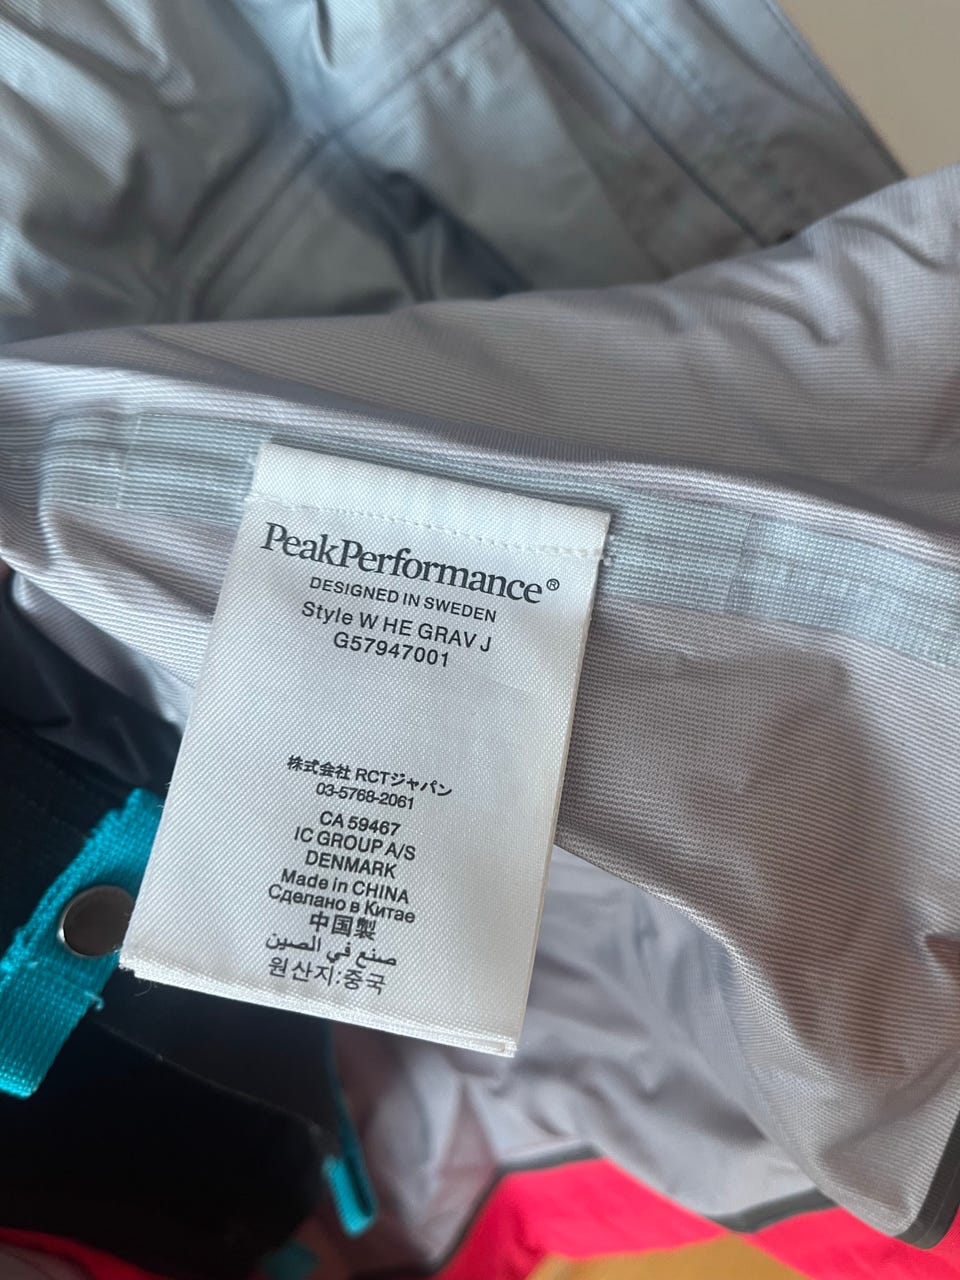 PeakPerformance®
DESIGNED IN SWEDEN
Style W HE GRAV J
G57947001
株式会社 RCTジャパン
03-5768-2061
CA 59467
IC GROUP A/S
DENMARK
Made in CHINA
Сделано в Китае
中国製
صنع في الصين
원산지:중국